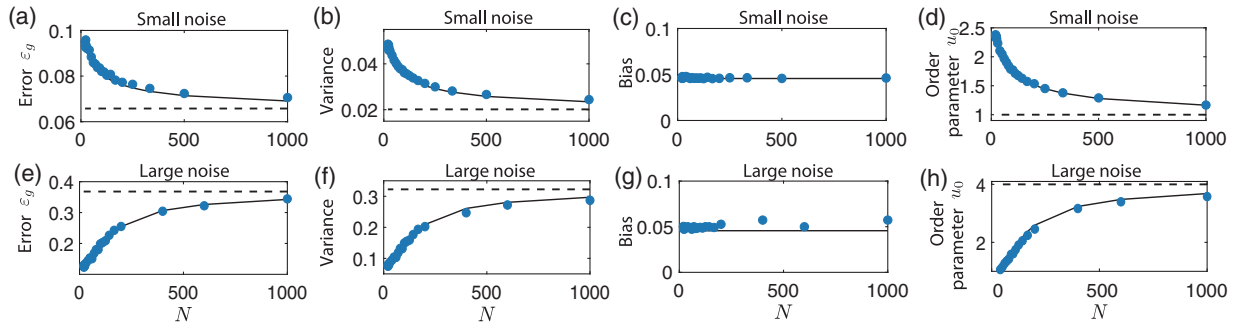 (a) Small noise
Error ε_g
0.1
0.08
0.06
0 500 1000
(b) Small noise
Variance
0.04
0.02
0 500 1000
(c) Small noise
Bias
0.1
0.05
0
0 500 1000
(d) Small noise
Order
parameter u_0
2.5
2
1.5
1
0 500 1000
(e) Large noise
Error ε_g
0.4
0.3
0.2
0 500 1000
N
(f) Large noise
Variance
0.3
0.2
0.1
0 500 1000
N
(g) Large noise
Bias
0.1
0.05
0
0 500 1000
N
(h) Large noise
Order
parameter u_0
4
2
0 500 1000
N